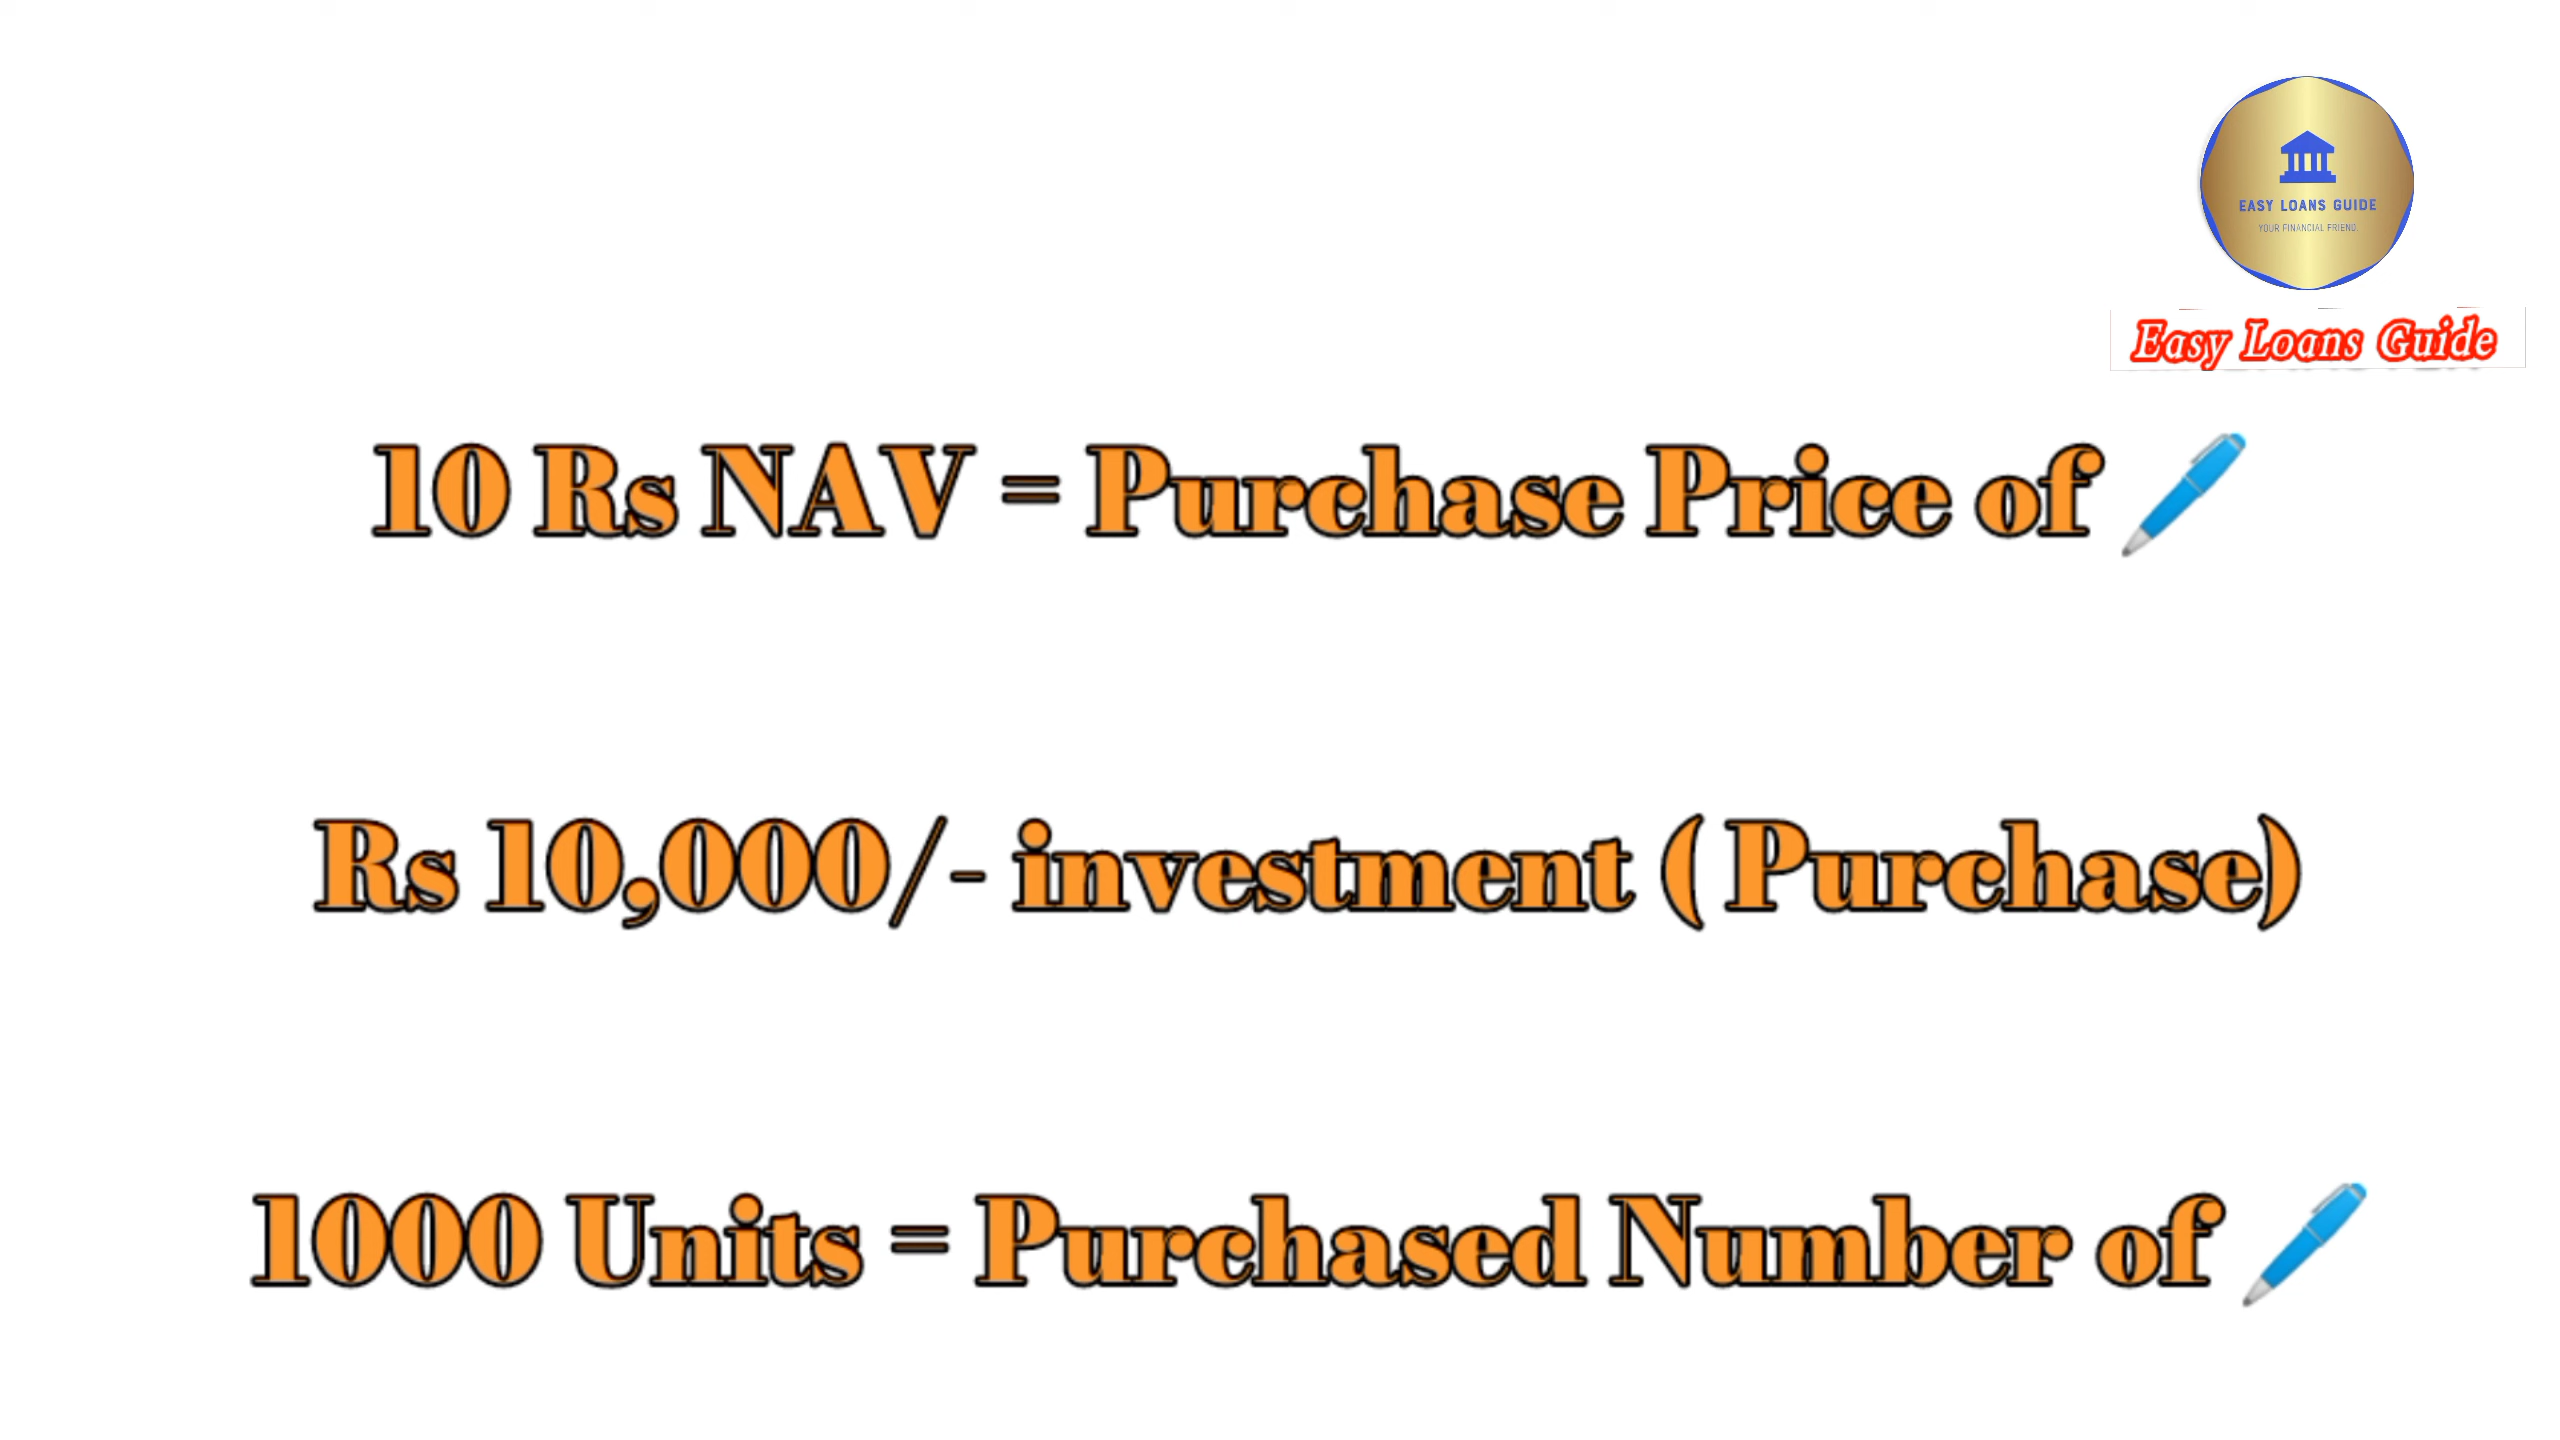 EASY LOANS GUIDE
YOUR FINANCIAL FRIEND
Easy Loans Guide
10 Rs NAV = Purchase Price of 🖊️
Rs 10,000/- investment ( Purchase)
1000 Units = Purchased Number of 🖊️